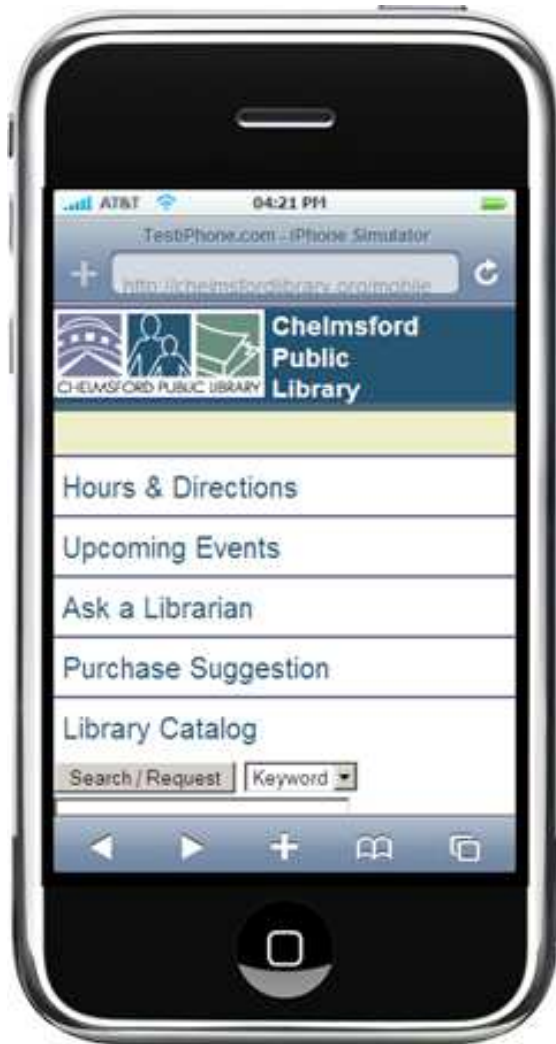 AT&T 04:21 PM
TestiPhone.com - iPhone Simulator
http://chelmsfordlibrary.org/mobile
CHELMSFORD PUBLIC LIBRARY
Chelmsford
Public
Library
Hours & Directions
Upcoming Events
Ask a Librarian
Purchase Suggestion
Library Catalog
Search / Request Keyword